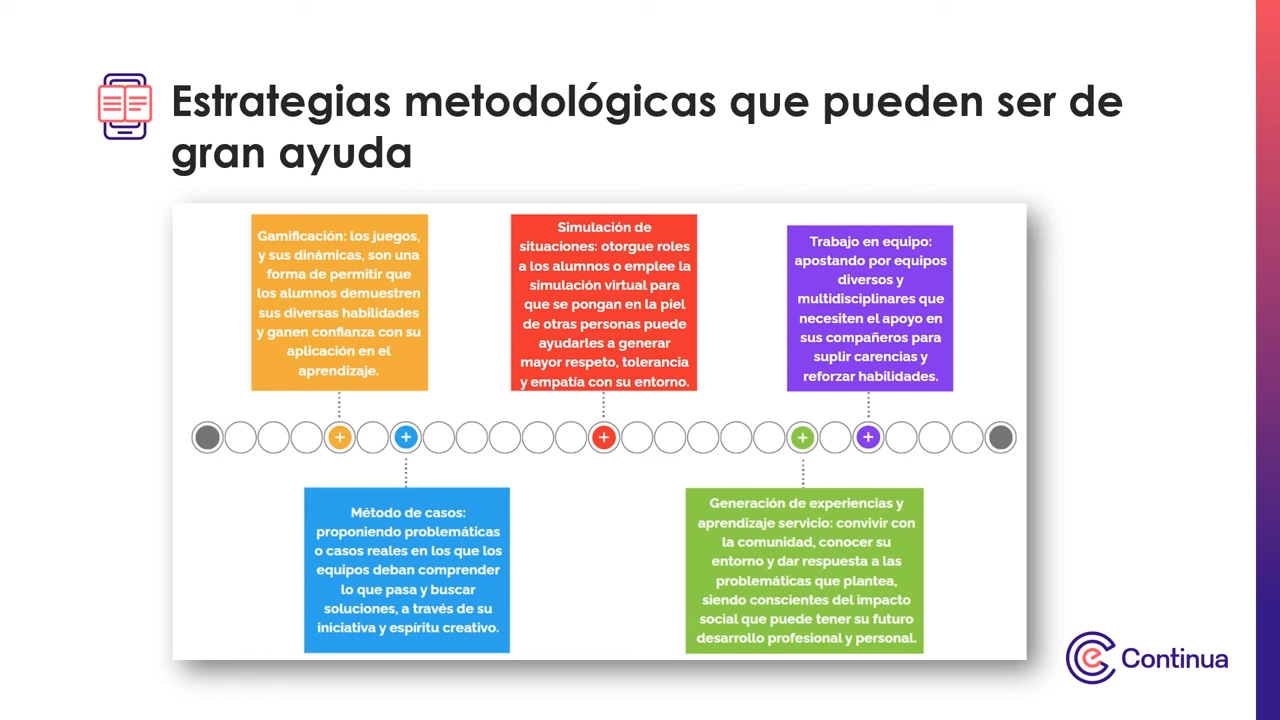 Estrategias metodológicas que pueden ser de
gran ayuda
Gamificación: los juegos,
y sus dinámicas, son una
forma de permitir que
los alumnos demuestren
sus diversas habilidades
y ganen confianza con su
aplicación en el
aprendizaje.
Simulación de
situaciones: otorgue roles
a los alumnos o emplee la
simulación virtual para
que se pongan en la piel
de otras personas puede
ayudarles a generar
mayor respeto, tolerancia
y empatía con su entorno.
Trabajo en equipo:
apostando por equipos
diversos y
multidisciplinares que
necesiten el apoyo en
sus compañeros para
suplir carencias y
reforzar habilidades.
Método de casos:
proponiendo problemáticas
o casos reales en los que los
equipos deban comprender
lo que pasa y buscar
soluciones, a través de su
iniciativa y espíritu creativo.
Generación de experiencias y
aprendizaje servicio: convivir con
la comunidad, conocer su
entorno y dar respuesta a las
problemáticas que plantea,
siendo conscientes del impacto
social que puede tener su futuro
desarrollo profesional y personal.
Continua